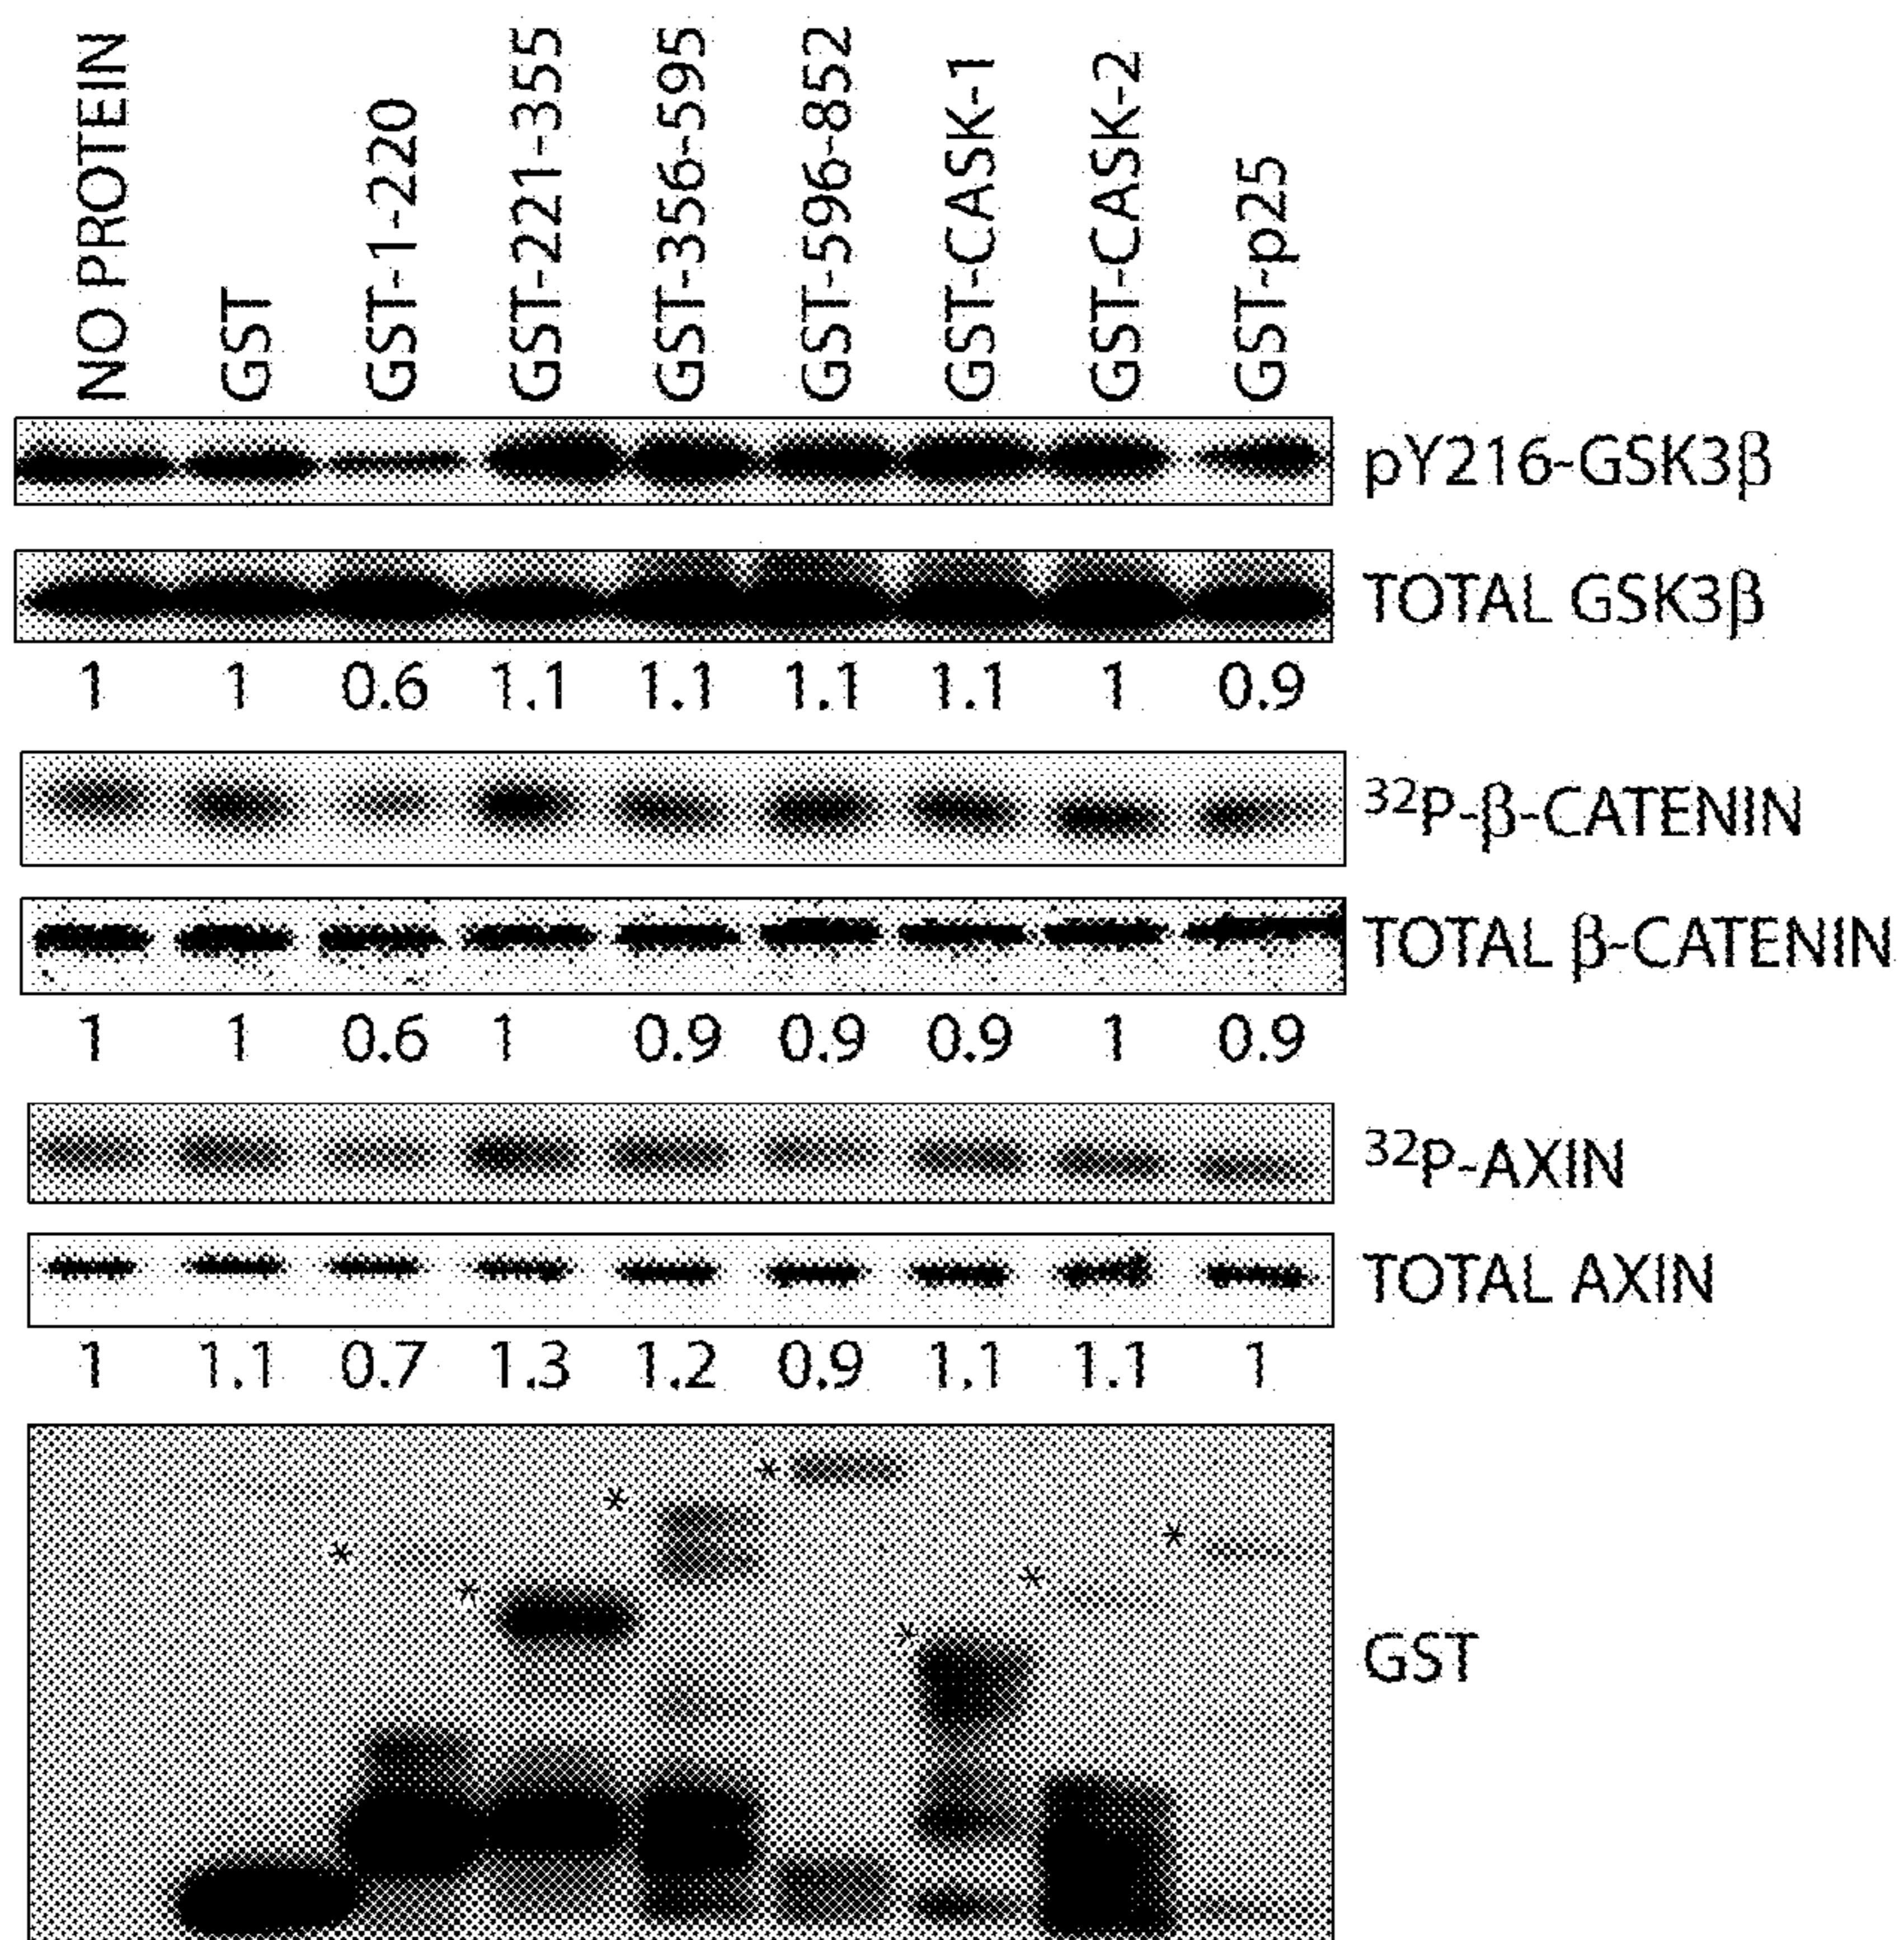 NO PROTEIN
GST
GST-1-220
GST-221-355
GST-356-595
GST-596-852
GST-CASK-1
GST-CASK-2
GST-p25
pY216-GSK3β
TOTAL GSK3β
1 1 0.6 1.1 1.1 1.1 1.1 1 0.9
³²P-β-CATENIN
TOTAL β-CATENIN
1 1 0.6 1 0.9 0.9 0.9 1 0.9
³²P-AXIN
TOTAL AXIN
1 1.1 0.7 1.3 1.2 0.9 1.1 1.1 1
* * * * * * *
GST